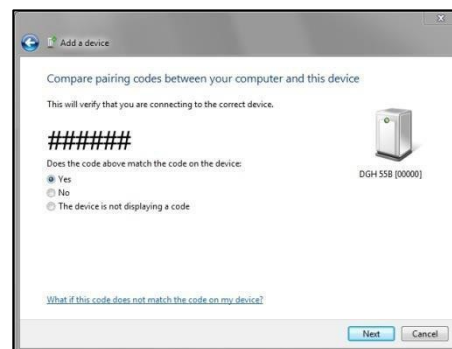 Add a device
Compare pairing codes between your computer and this device
This will verify that you are connecting to the correct device.
######
Does the code above match the code on the device:
Yes
No
The device is not displaying a code
DGH 55B [00000]
What if this code does not match the code on my device?
Next Cancel